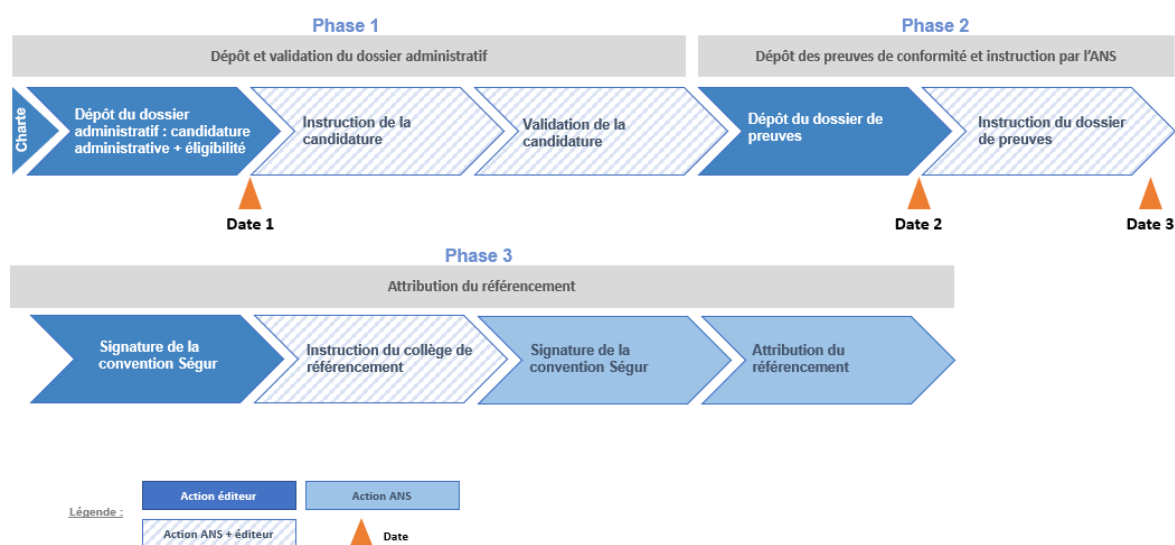 Phase 1
Phase 2
Dépôt et validation du dossier administratif
Dépôt des preuves de conformité et instruction par l'ANS
Charte
Dépôt du dossier
administratif : candidature
administrative + éligibilité
Instruction de la
candidature
Validation de la
candidature
Dépôt du dossier de
preuves
Instruction du dossier
de preuves
Date 1
Date 2
Date 3
Phase 3
Attribution du référencement
Signature de la
convention Ségur
Instruction du collège de
référencement
Signature de la
convention Ségur
Attribution du
référencement
Légende :
Action éditeur
Action ANS
Action ANS + éditeur
Date